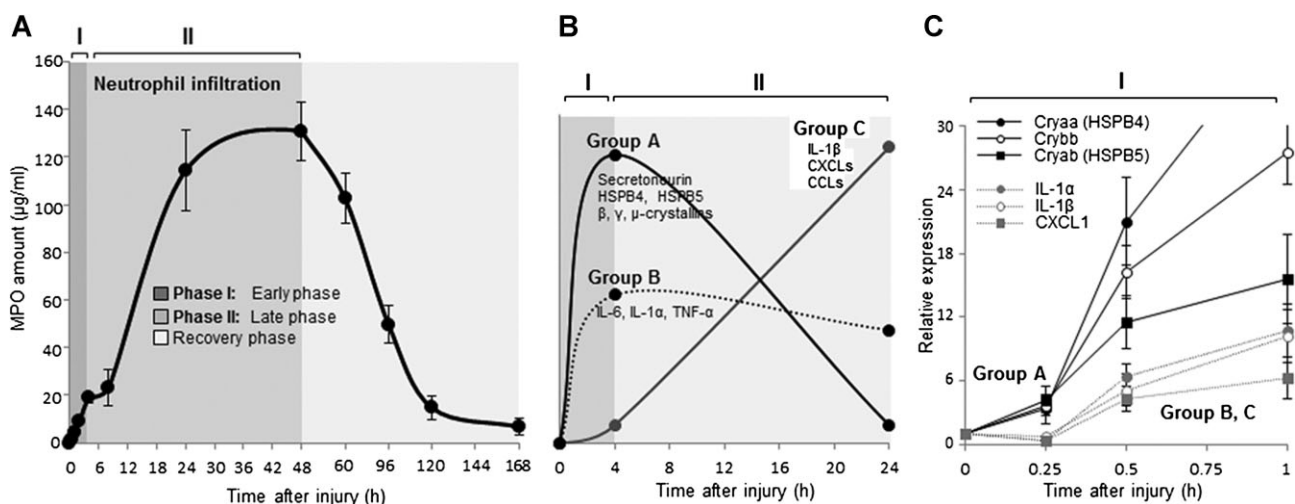 A
I
II
160
140
120
100
80
60
40
20
0
MPO amount (µg/ml)
Neutrophil infiltration
Phase I: Early phase
Phase II: Late phase
Recovery phase
0 6 12 18 24 30 36 42 48 60 96 120 144 168
Time after injury (h)
B
I
II
Group A
Secretoneurin
HSPB4, HSPB5
β, γ, µ-crystallins
Group B
IL-6, IL-1α, TNF-α
Group C
IL-1β
CXCLs
CCLs
0 4 8 12 16 20 24
Time after injury (h)
C
I
30
24
18
12
6
0
Relative expression
Cryaa (HSPB4)
Crybb
Cryab (HSPB5)
IL-1α
IL-1β
CXCL1
Group A
Group B, C
0 0.25 0.5 0.75 1
Time after injury (h)